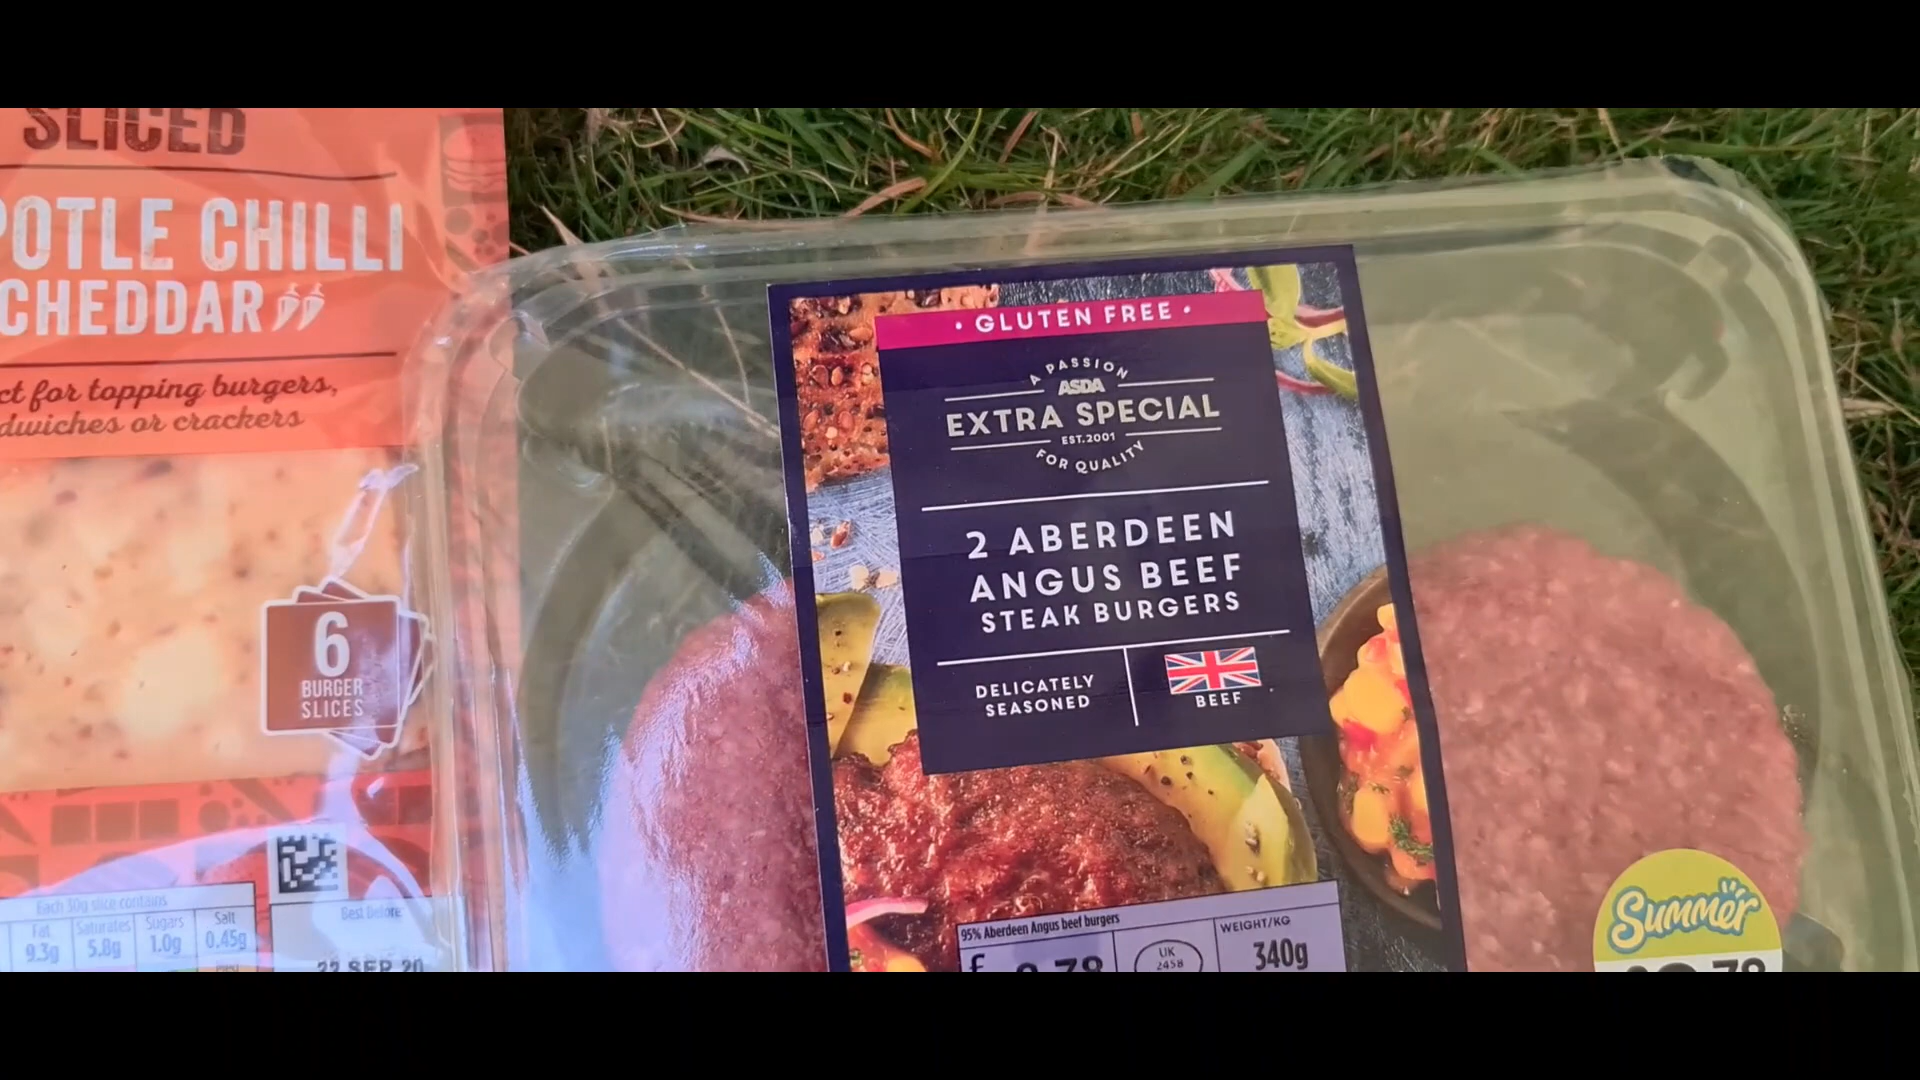 SLICED
POTLE CHILLI
CHEDDAR
ct for topping burgers,
dwiches or crackers
6
BURGER
SLICES
Each 30g slice contains
Fat
9.3g
Saturates
5.8g
Sugars
1.0g
Salt
0.45g
Best Before:
22 SEP 20
• GLUTEN FREE •
A PASSION
ASDA
EXTRA SPECIAL
EST.2001
FOR QUALITY
2 ABERDEEN
ANGUS BEEF
STEAK BURGERS
DELICATELY
SEASONED
BEEF
95% Aberdeen Angus beef burgers
£
.78
UK
2458
WEIGHT/KG
340g
Summer
.78